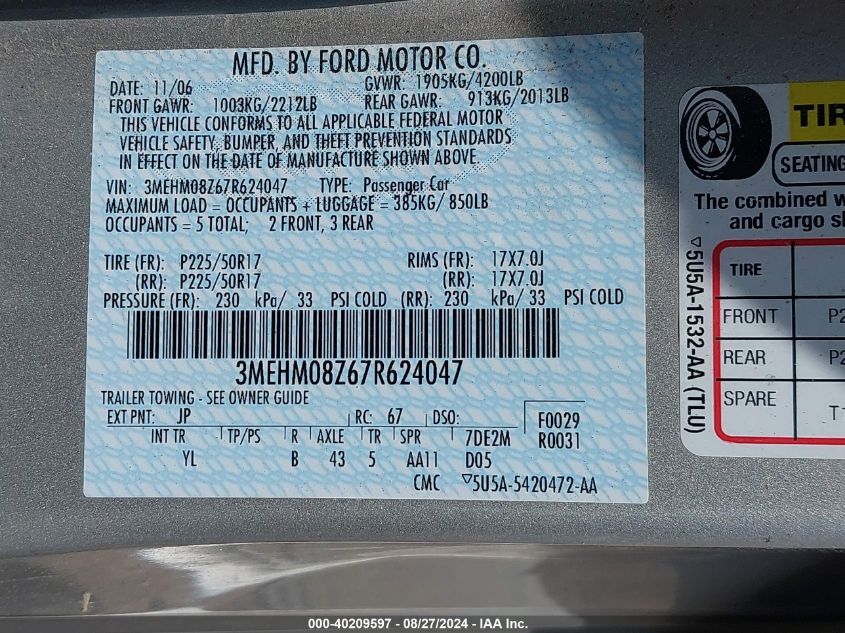 MFD. BY FORD MOTOR CO.
DATE: 11/06 GVWR: 1905KG/4200LB
FRONT GAWR: 1003KG/2212LB REAR GAWR: 913KG/2013LB
THIS VEHICLE CONFORMS TO ALL APPLICABLE FEDERAL MOTOR
VEHICLE SAFETY, BUMPER, AND THEFT PREVENTION STANDARDS
IN EFFECT ON THE DATE OF MANUFACTURE SHOWN ABOVE.
VIN: 3MEHM08Z67R624047 TYPE: Passenger Car
MAXIMUM LOAD = OCCUPANTS + LUGGAGE = 385KG/ 850LB
OCCUPANTS = 5 TOTAL; 2 FRONT, 3 REAR
TIRE (FR): P225/50R17 RIMS (FR): 17X7.0J
(RR): P225/50R17 (RR): 17X7.0J
PRESSURE (FR): 230 kPa/ 33 PSI COLD (RR): 230 kPa/ 33 PSI COLD
3MEHM08Z67R624047
TRAILER TOWING - SEE OWNER GUIDE
EXT PNT: JP RC: 67 DSO: F0029
R0031
INT TR TP/PS R AXLE TR SPR 7DE2M
YL B 43 5 AA11 D05
CMC ▽5U5A-5420472-AA
TIR
SEATING
The combined w
and cargo sh
▽5U5A-1532-AA (TLU)
TIRE
FRONT P2
REAR P2
SPARE T1
000-40209597 - 08/27/2024 - IAA Inc.